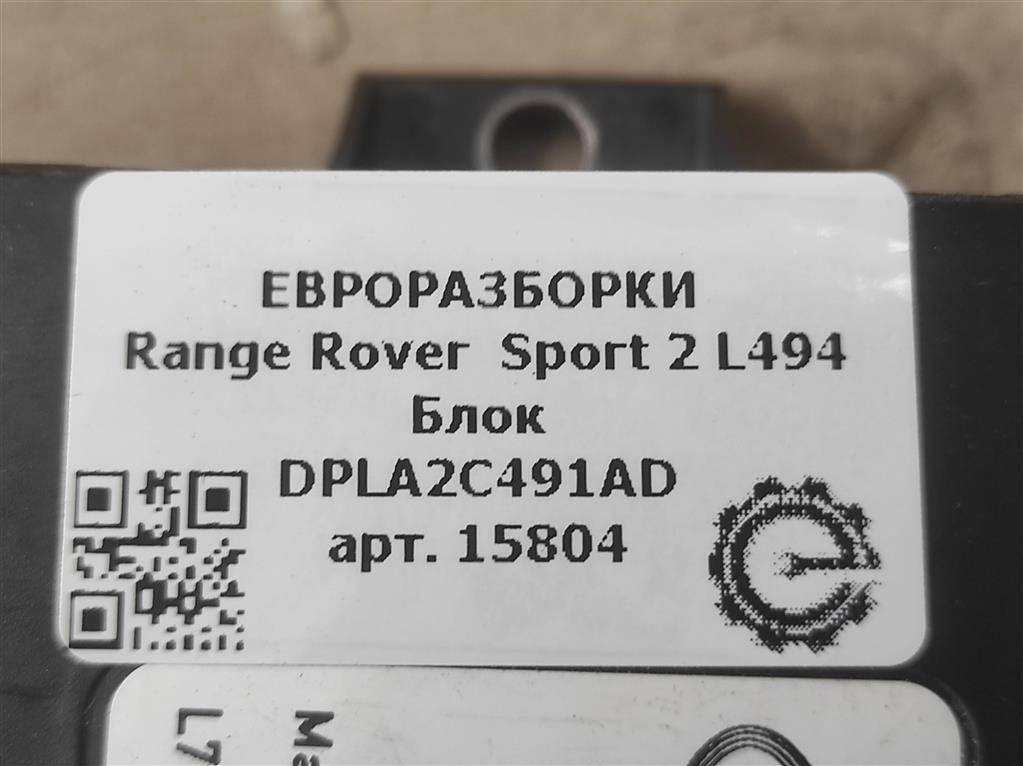 ЕВРОРАЗБОРКИ
Range Rover Sport 2 L494
Блок
DPLA2C491AD
арт. 15804